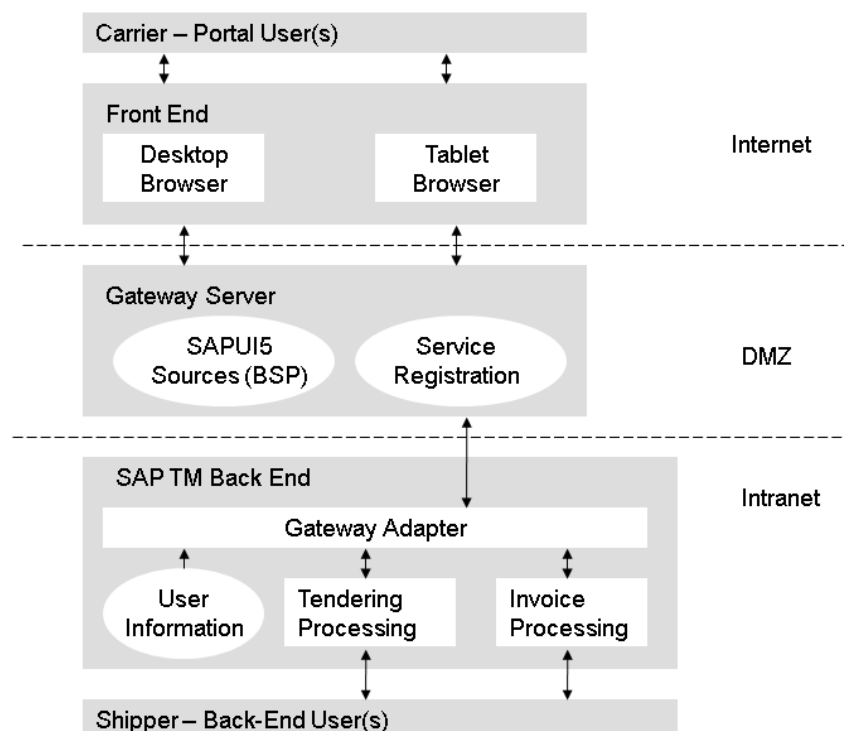 Carrier – Portal User(s)
Front End
Desktop
Browser
Tablet
Browser
Internet
Gateway Server
SAPUI5
Sources (BSP)
Service
Registration
DMZ
SAP TM Back End
Intranet
Gateway Adapter
User
Information
Tendering
Processing
Invoice
Processing
Shipper – Back-End User(s)